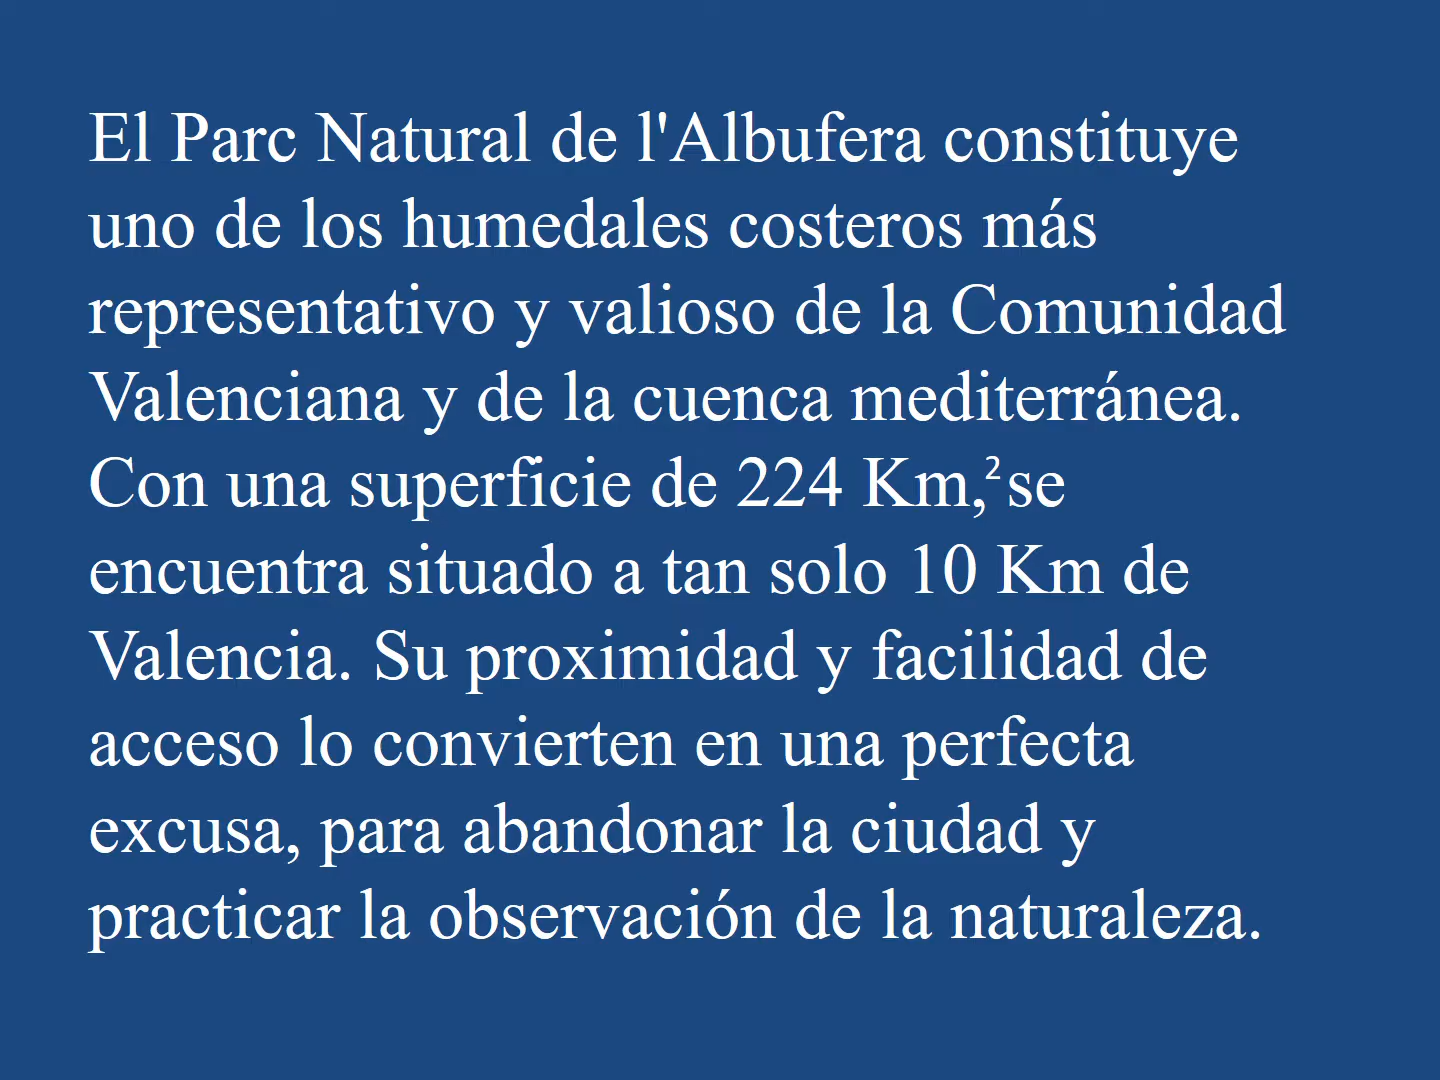 El Parc Natural de l'Albufera constituye
uno de los humedales costeros más
representativo y valioso de la Comunidad
Valenciana y de la cuenca mediterránea.
Con una superficie de 224 Km,² se
encuentra situado a tan solo 10 Km de
Valencia. Su proximidad y facilidad de
acceso lo convierten en una perfecta
excusa, para abandonar la ciudad y
practicar la observación de la naturaleza.